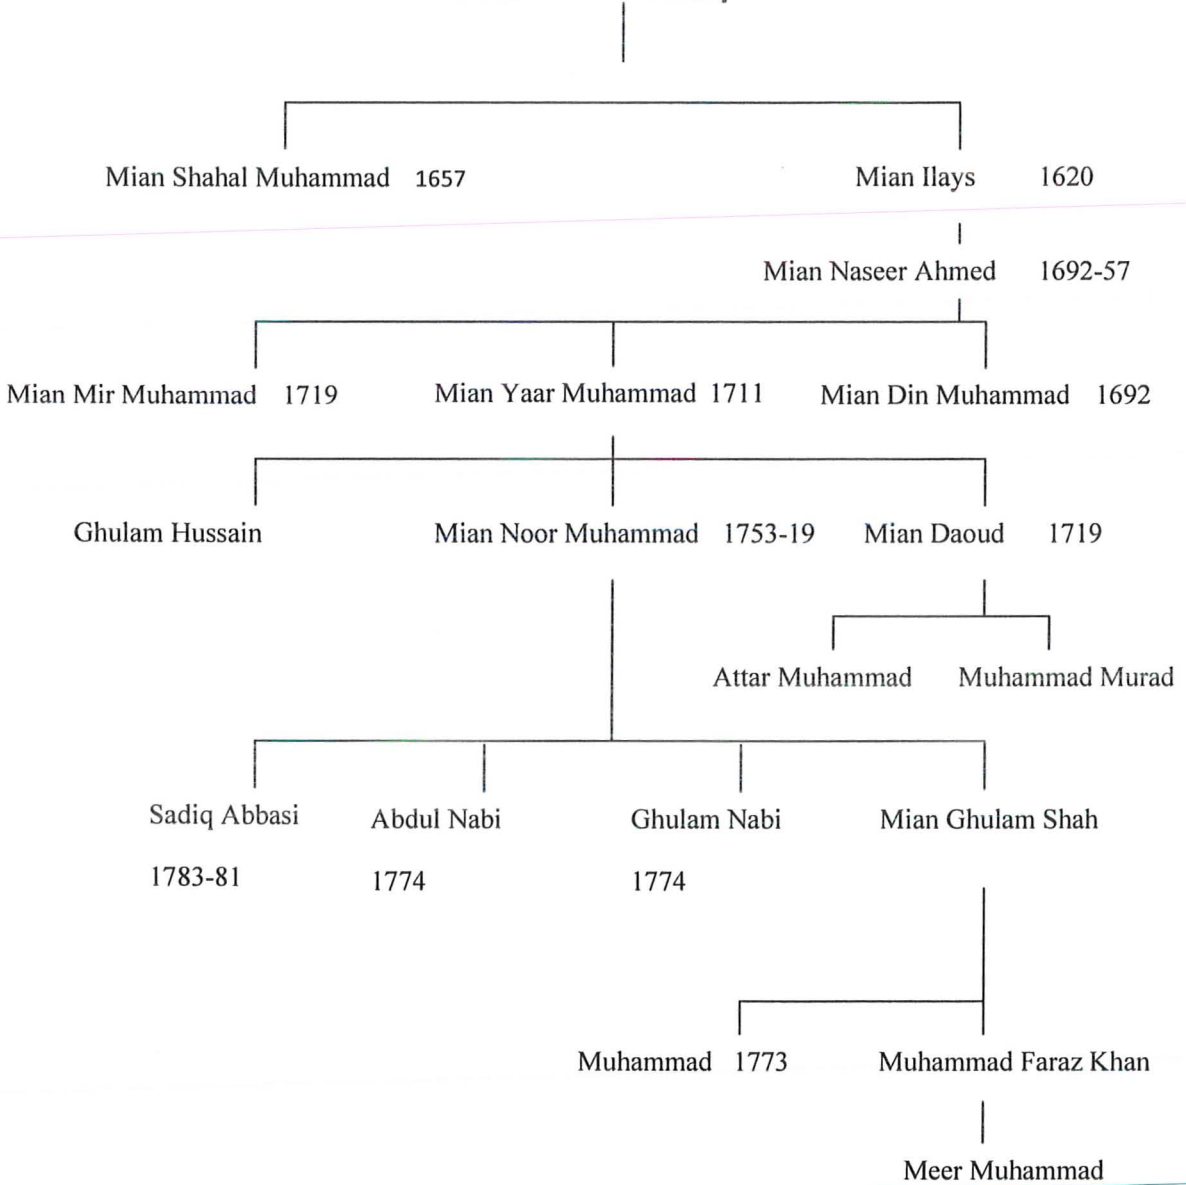 Mian Shahal Muhammad 1657 Mian Ilays 1620
Mian Naseer Ahmed 1692-57
Mian Mir Muhammad 1719 Mian Yaar Muhammad 1711 Mian Din Muhammad 1692
Ghulam Hussain Mian Noor Muhammad 1753-19 Mian Daoud 1719
Attar Muhammad Muhammad Murad
Sadiq Abbasi Abdul Nabi Ghulam Nabi Mian Ghulam Shah
1783-81 1774 1774
Muhammad 1773 Muhammad Faraz Khan
Meer Muhammad